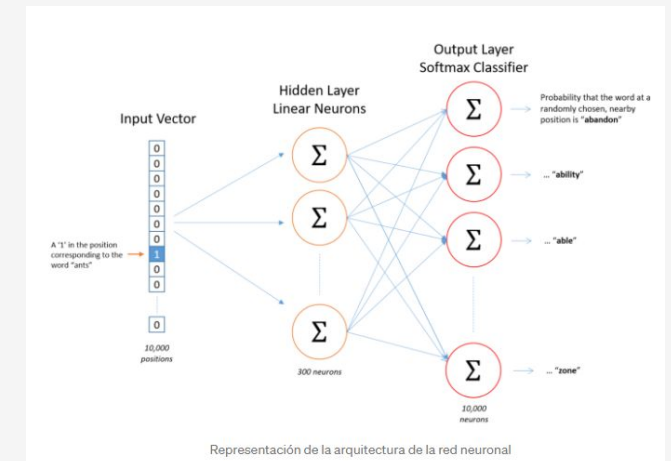 Input Vector
0
0
0
0
0
0
0
1
0
0
0
A '1' in the position
corresponding to the
word "ants"
10,000
positions
Hidden Layer
Linear Neurons
Σ
Σ
Σ
300 neurons
Output Layer
Softmax Classifier
Σ
Σ
Σ
Σ
10,000
neurons
Probability that the word at a
randomly chosen, nearby
position is "abandon"
... "ability"
... "able"
... "zone"
Representación de la arquitectura de la red neuronal